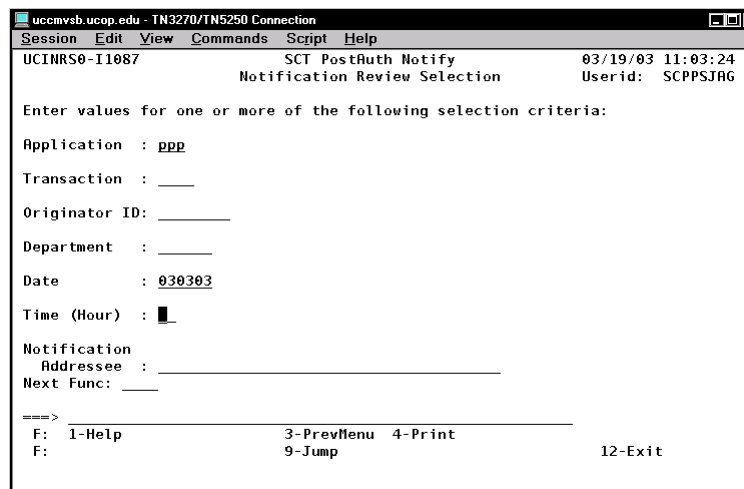 uccmvsb.ucop.edu - TN3270/TN5250 Connection
Session Edit View Commands Script Help
UCINRS0-I1087 SCT PostAuth Notify 03/19/03 11:03:24
Notification Review Selection Userid: SCPPSJAG
Enter values for one or more of the following selection criteria:
Application : ppp
Transaction : ____
Originator ID: ________
Department : ______
Date : 030303
Time (Hour) : __
Notification
Addressee : ______________________________________
Next Func: ____
===> ________________________________________________________
F: 1-Help 3-PrevMenu 4-Print
F: 9-Jump 12-Exit